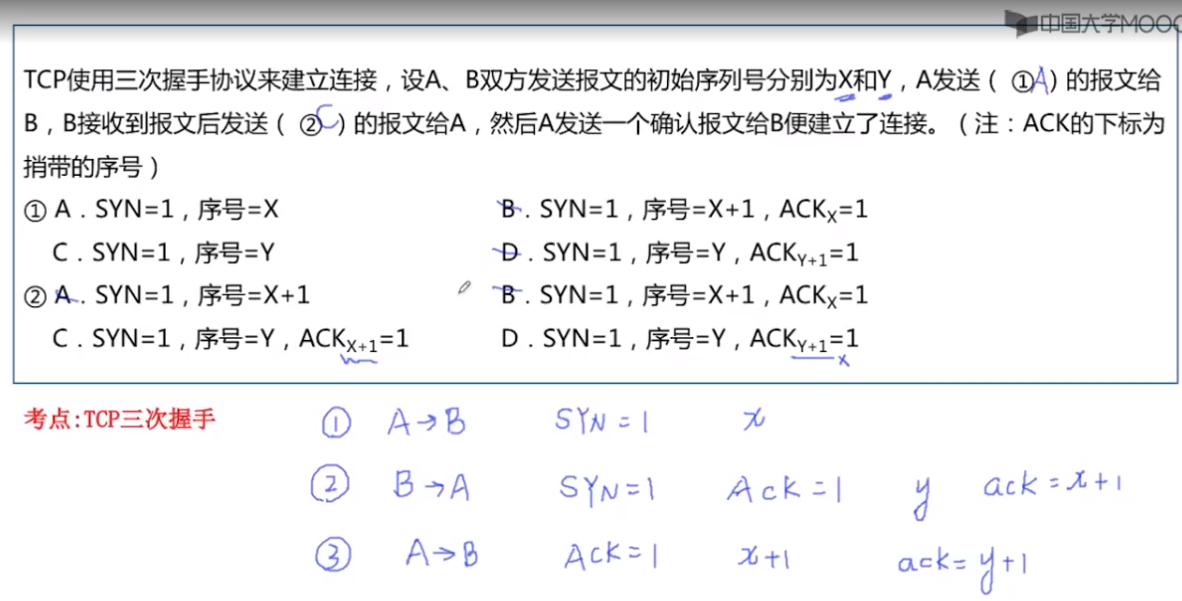 中国大学MOOC
TCP使用三次握手协议来建立连接，设A、B双方发送报文的初始序列号分别为X和Y，A发送（ ①A）的报文给
B，B接收到报文后发送（ ②C）的报文给A，然后A发送一个确认报文给B便建立了连接。（注：ACK的下标为
捎带的序号）
① A．SYN=1，序号=X B．SYN=1，序号=X+1，ACKX=1
C．SYN=1，序号=Y D．SYN=1，序号=Y，ACKY+1=1
② A．SYN=1，序号=X+1 B．SYN=1，序号=X+1，ACKX=1
C．SYN=1，序号=Y，ACKX+1=1 D．SYN=1，序号=Y，ACKY+1=1
考点:TCP三次握手 ① A→B SYN=1 x
② B→A SYN=1 ACK=1 y ack=x+1
③ A→B ACK=1 x+1 ack=y+1